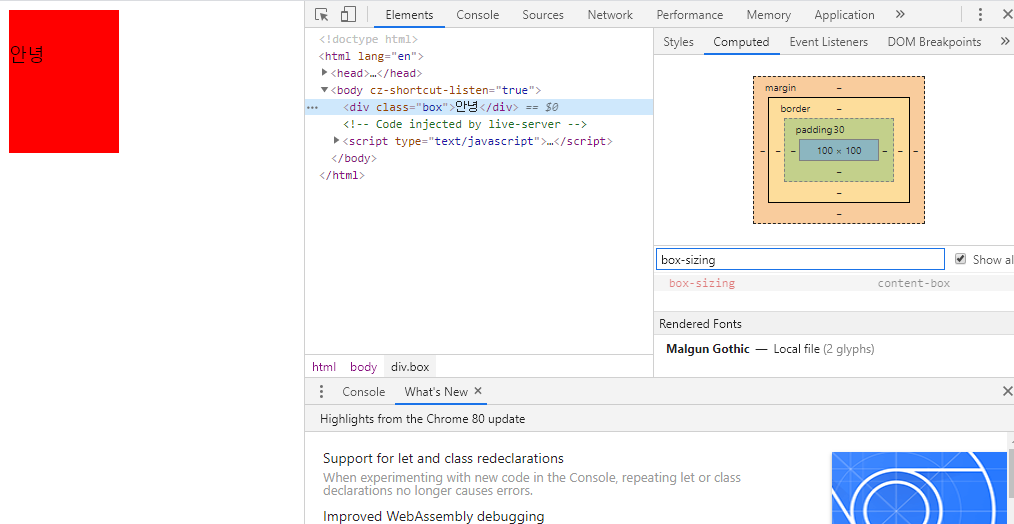 안녕
Elements Console Sources Network Performance Memory Application »
<!doctype html>
<html lang="en">
<head>…</head>
<body cz-shortcut-listen="true">
<div class="box">안녕</div> == $0
<!-- Code injected by live-server -->
<script type="text/javascript">…</script>
</body>
</html>
html body div.box
Styles Computed Event Listeners DOM Breakpoints »
margin –
border –
padding30
– – – 100 × 100 – – –
–
–
–
box-sizing Show al
box-sizing content-box
Rendered Fonts
Malgun Gothic — Local file (2 glyphs)
Console What's New ×
Highlights from the Chrome 80 update
Support for let and class redeclarations
When experimenting with new code in the Console, repeating let or class
declarations no longer causes errors.
Improved WebAssembly debugging